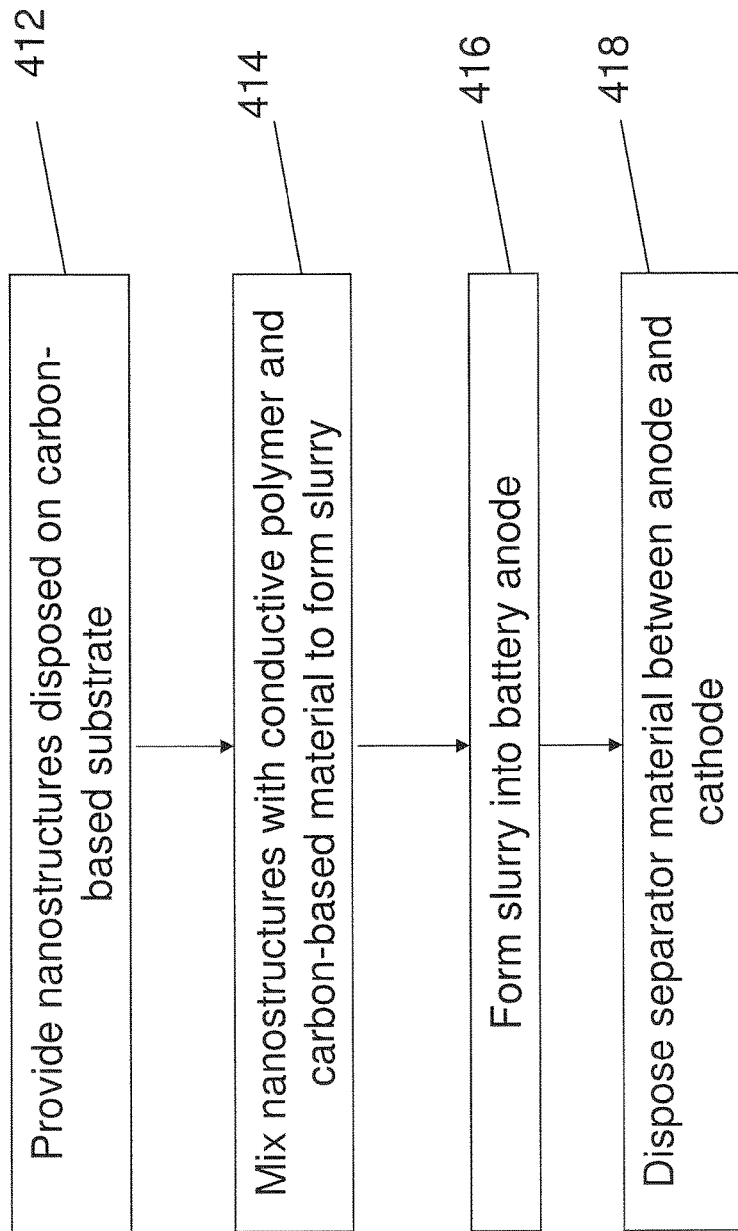 Provide nanostructures disposed on carbon-
based substrate
412
Mix nanostructures with conductive polymer and
carbon-based material to form slurry
414
Form slurry into battery anode
416
Dispose separator material between anode and
cathode
418